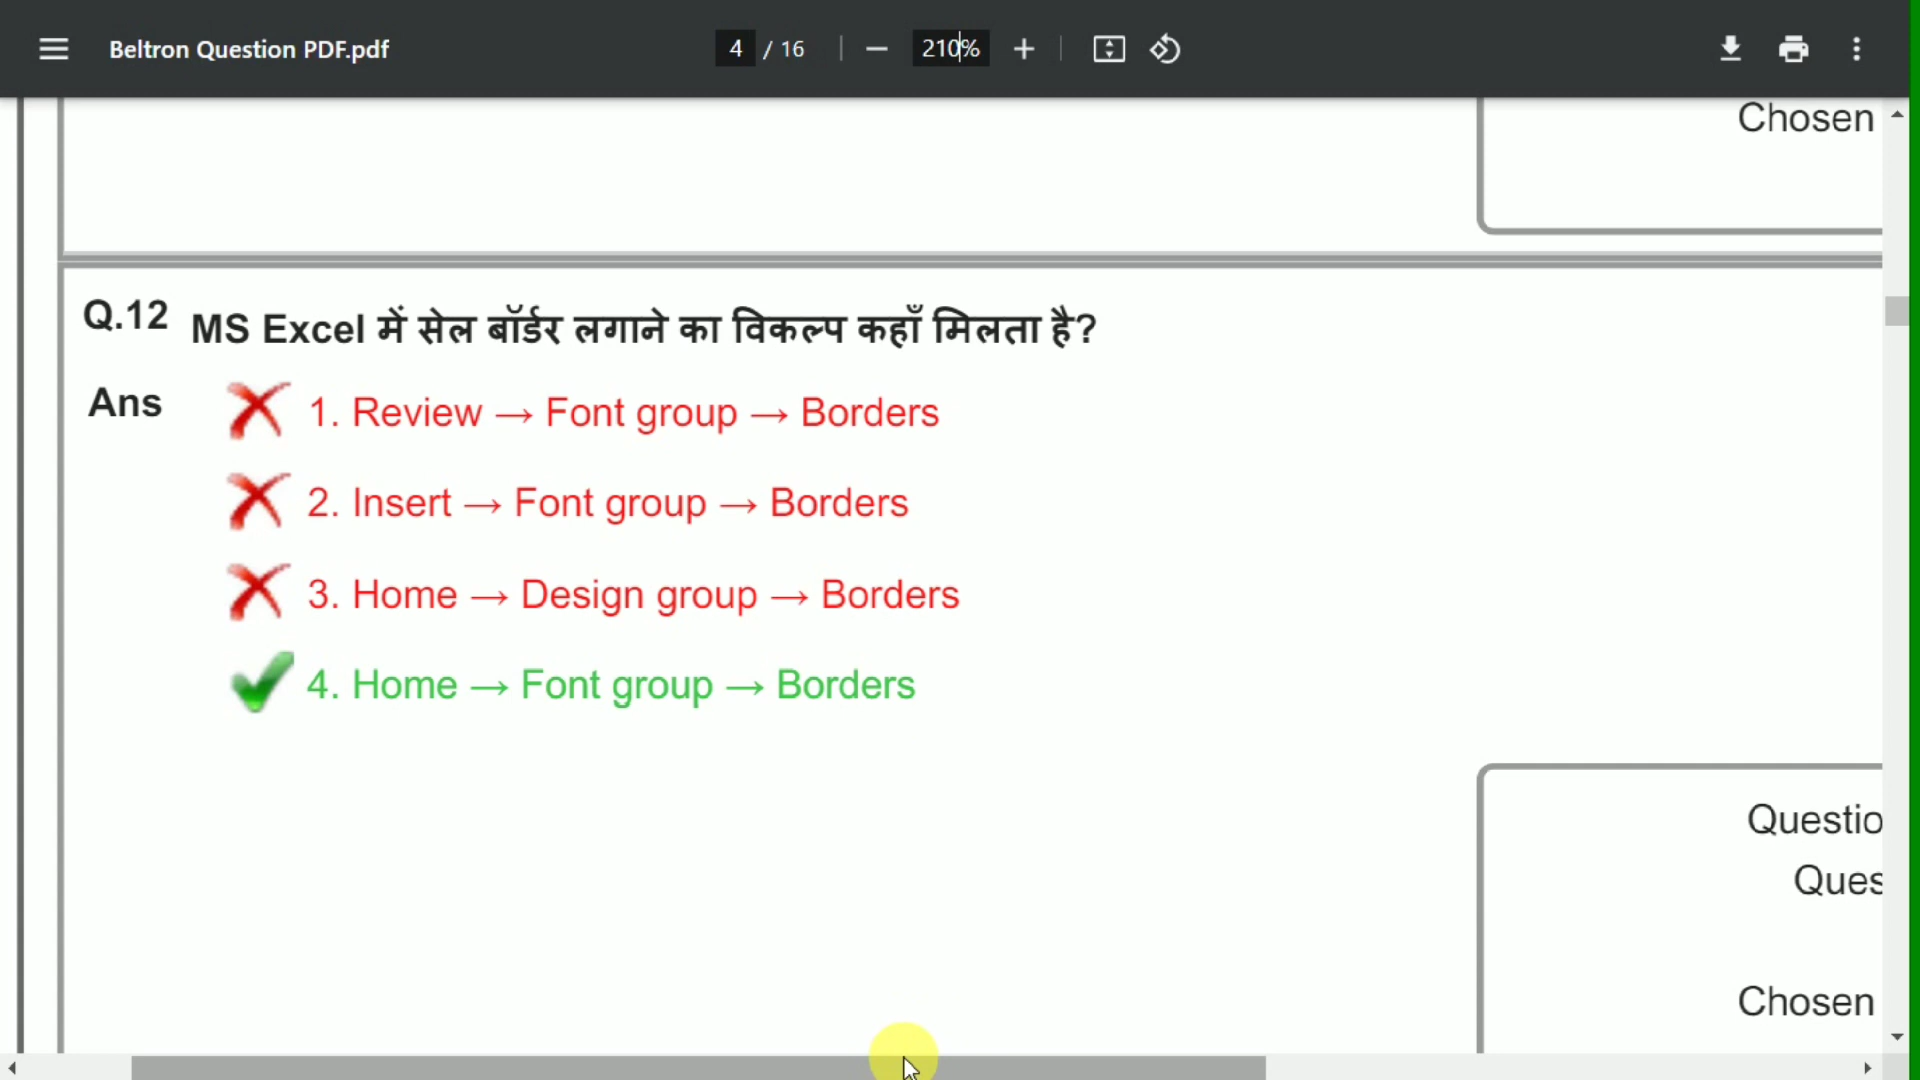 Beltron Question PDF.pdf
4 / 16
210%
Chosen
Q.12 MS Excel में सेल बॉर्डर लगाने का विकल्प कहाँ मिलता है?
Ans
1. Review → Font group → Borders
2. Insert → Font group → Borders
3. Home → Design group → Borders
4. Home → Font group → Borders
Questio
Ques
Chosen